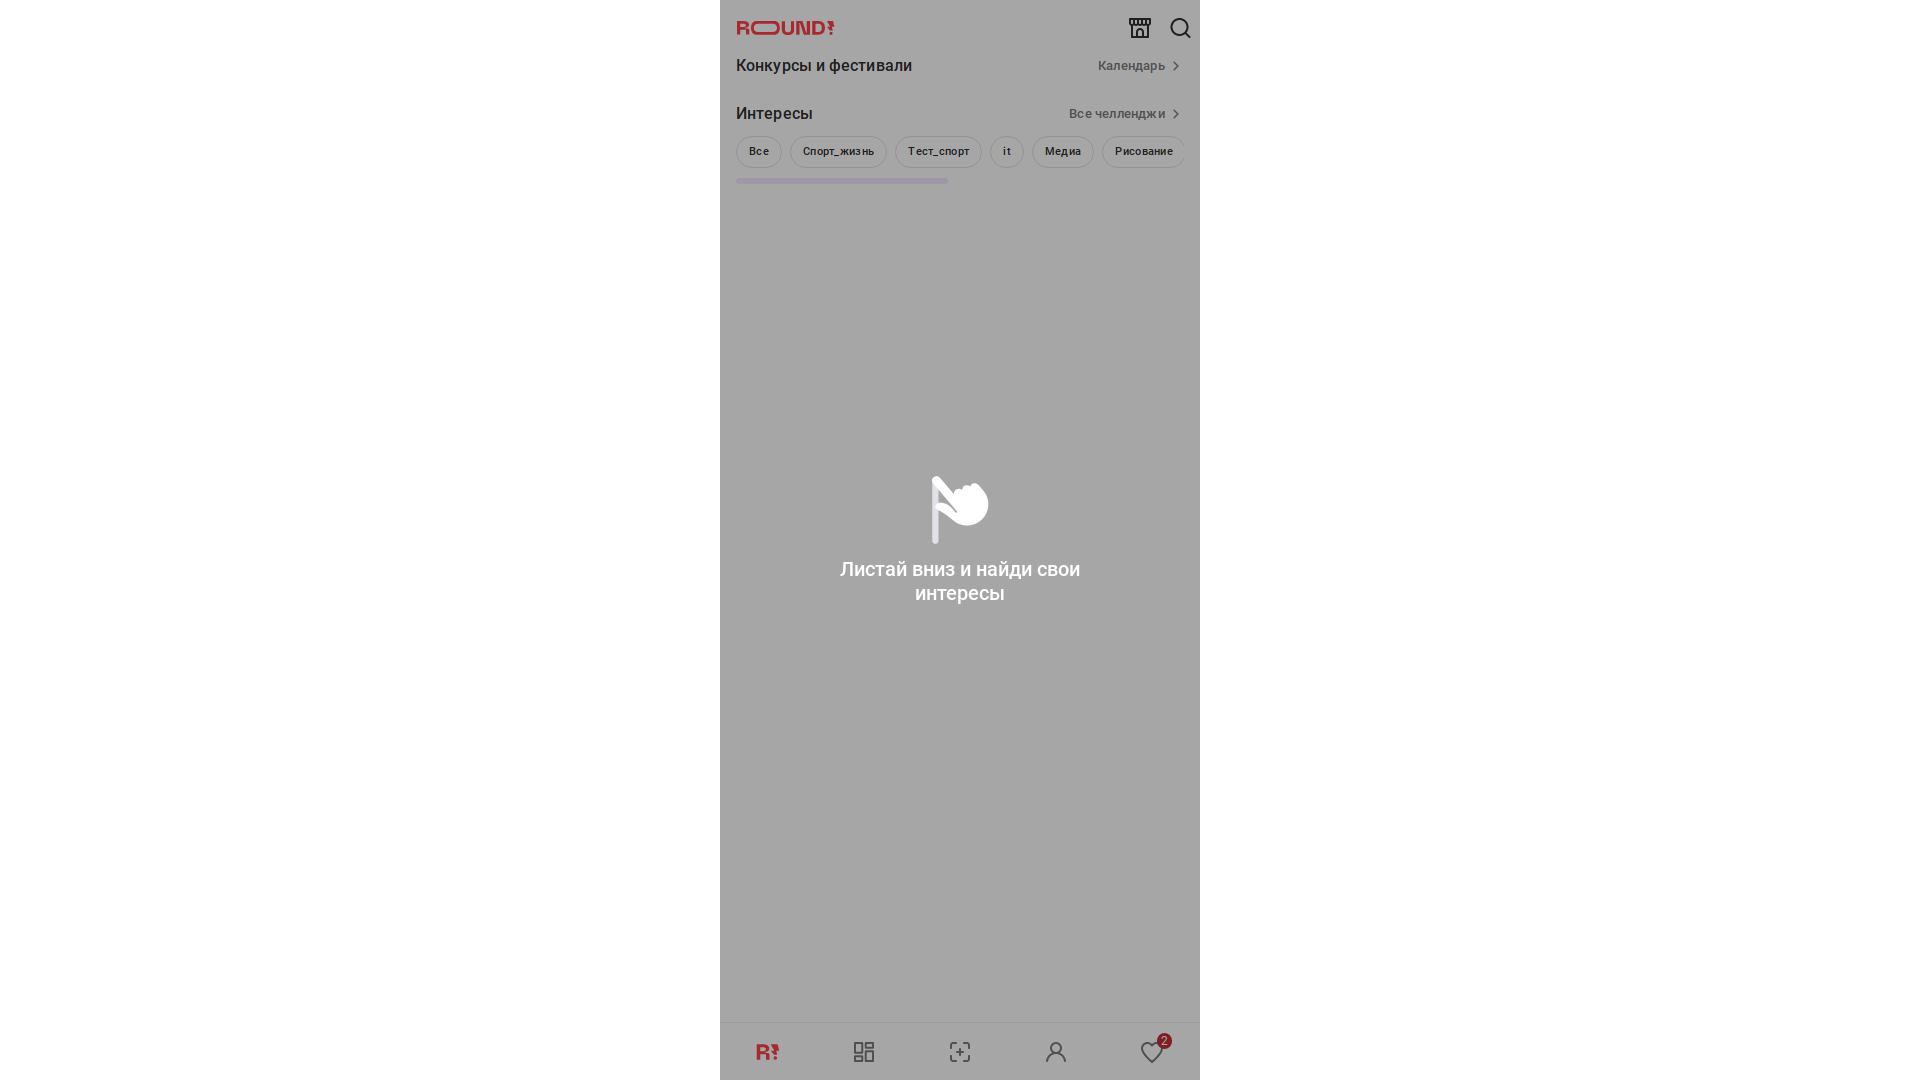 ROUND!
Конкурсы и фестивали
Календарь
Интересы
Все челленджи
Все
Спорт_жизнь
Тест_спорт
it
Медиа
Рисование
Листай вниз и найди свои
интересы
R!
2